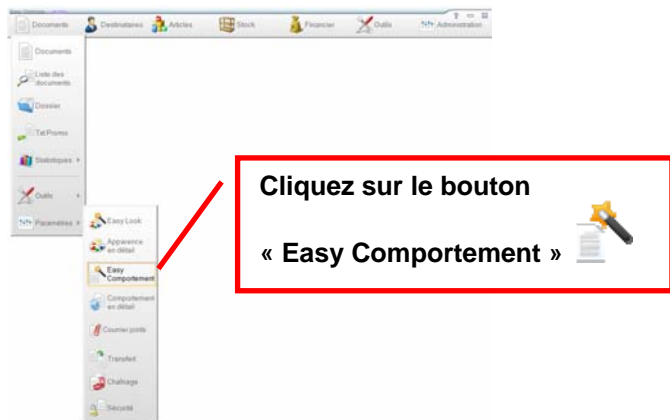 Documents
Destinataires
Articles
Stock
Financier
Outils
Administration
Documents
Liste des
documents
Dossier
Tat Promo
Statistiques
Outils
Paramètres
Easy Look
Apparence
en détail
Easy
Comportement
Comportement
en détail
Courrier joints
Transfert
Chaînage
Sécurité
Cliquez sur le bouton
« Easy Comportement »